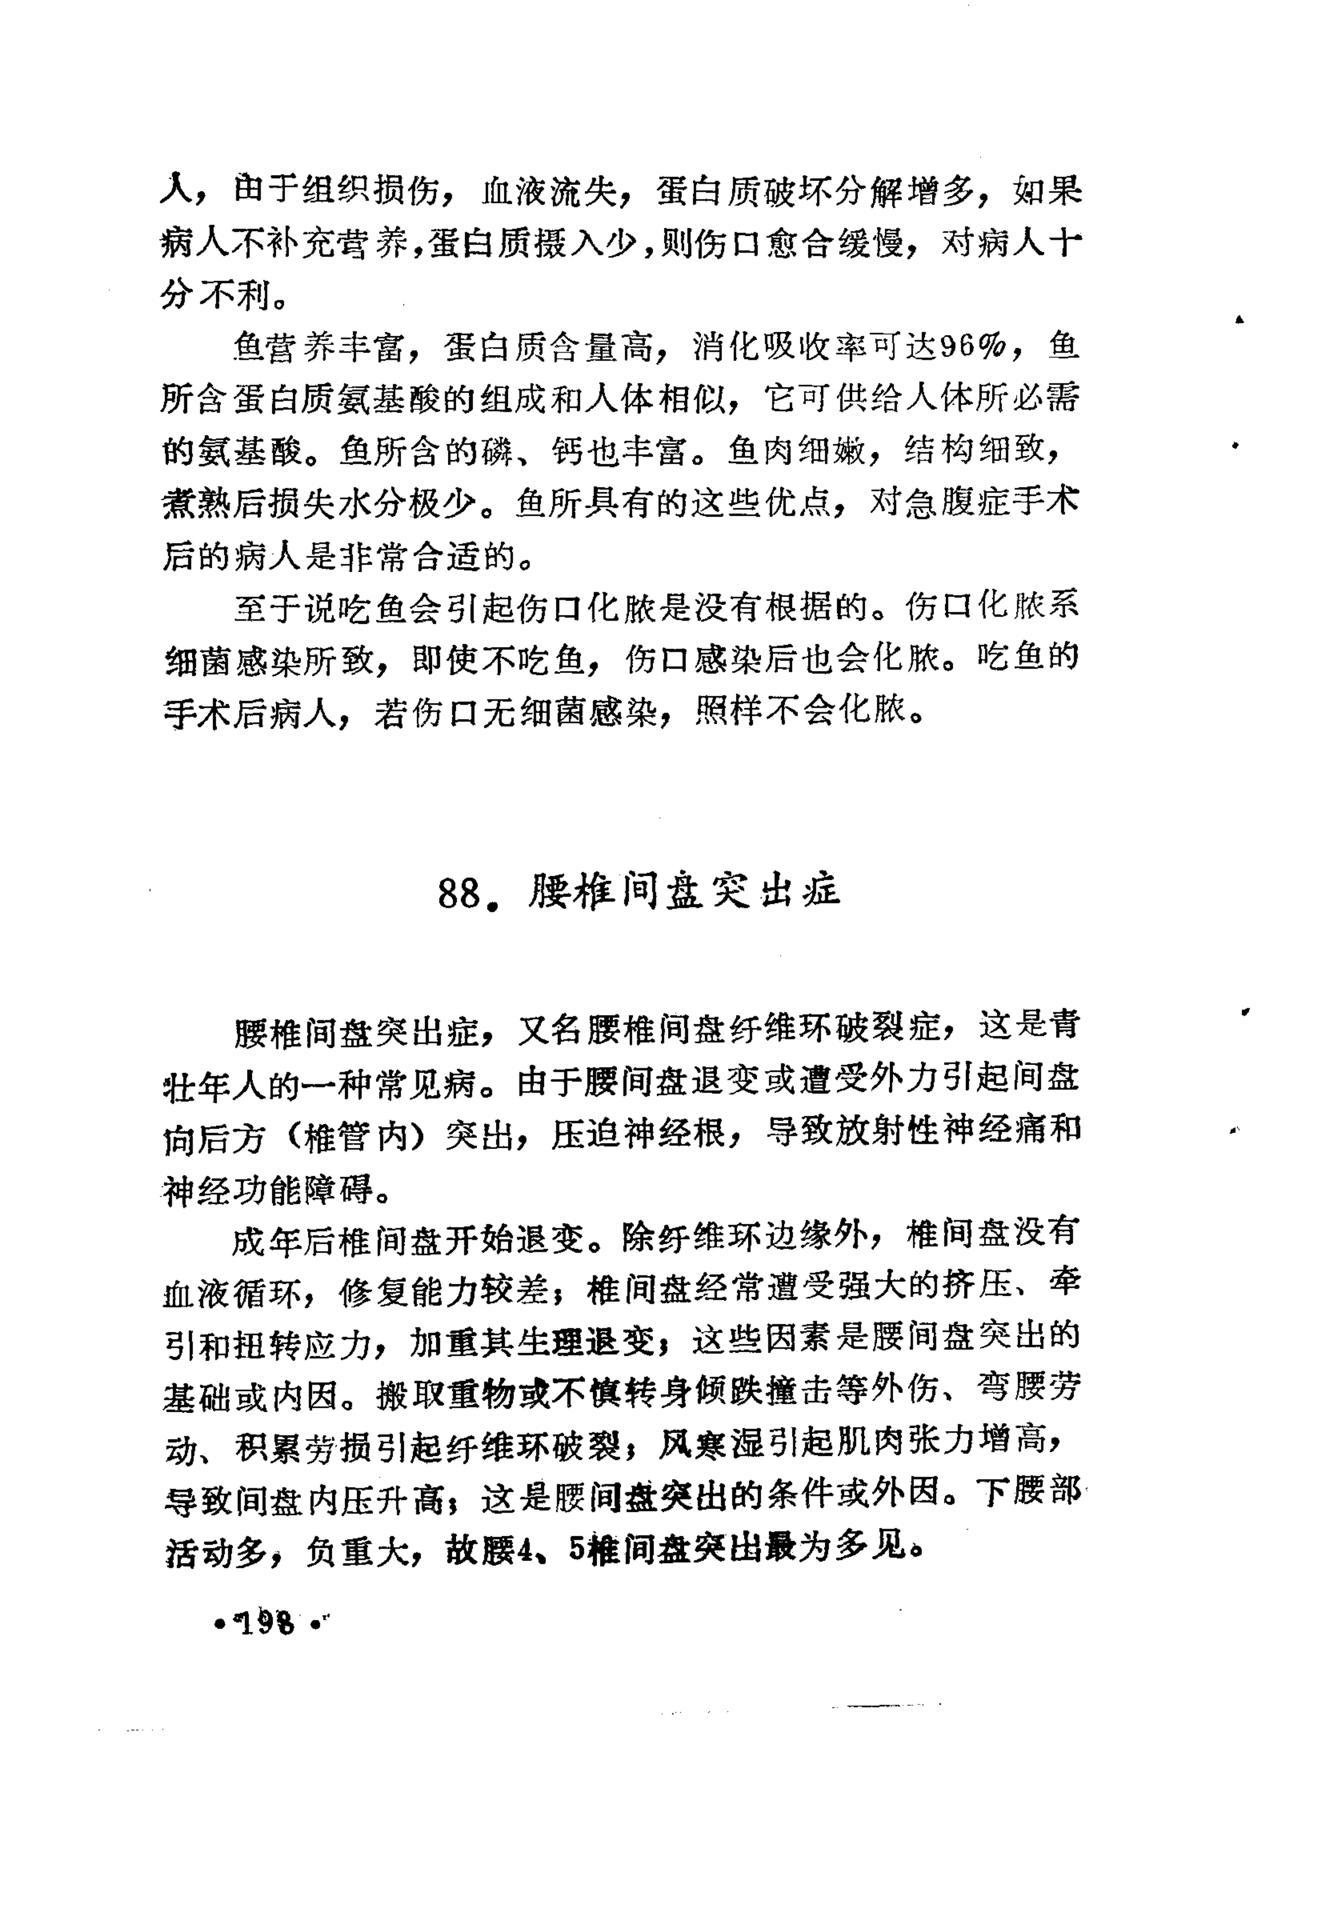 人，由于组织损伤，血液流失，蛋白质破坏分解增多，如果
病人不补充营养，蛋白质摄入少，则伤口愈合缓慢，对病人十
分不利。
鱼营养丰富，蛋白质含量高，消化吸收率可达96%，鱼
所含蛋白质氨基酸的组成和人体相似，它可供给人体所必需
的氨基酸。鱼所含的磷、钙也丰富。鱼肉细嫩，结构细致，
煮熟后损失水分极少。鱼所具有的这些优点，对急腹症手术
后的病人是非常合适的。
至于说吃鱼会引起伤口化脓是没有根据的。伤口化脓系
细菌感染所致，即使不吃鱼，伤口感染后也会化脓。吃鱼的
手术后病人，若伤口无细菌感染，照样不会化脓。
88．腰椎间盘突出症
腰椎间盘突出症，又名腰椎间盘纤维环破裂症，这是青
壮年人的一种常见病。由于腰间盘退变或遭受外力引起间盘
向后方（椎管内）突出，压迫神经根，导致放射性神经痛和
神经功能障碍。
成年后椎间盘开始退变。除纤维环边缘外，椎间盘没有
血液循环，修复能力较差；椎间盘经常遭受强大的挤压、牵
引和扭转应力，加重其生理退变；这些因素是腰间盘突出的
基础或内因。搬取重物或不慎转身倾跌撞击等外伤、弯腰劳
动、积累劳损引起纤维环破裂；风寒湿引起肌肉张力增高，
导致间盘内压升高；这是腰间盘突出的条件或外因。下腰部
活动多，负重大，故腰4、5椎间盘突出最为多见。
•198•